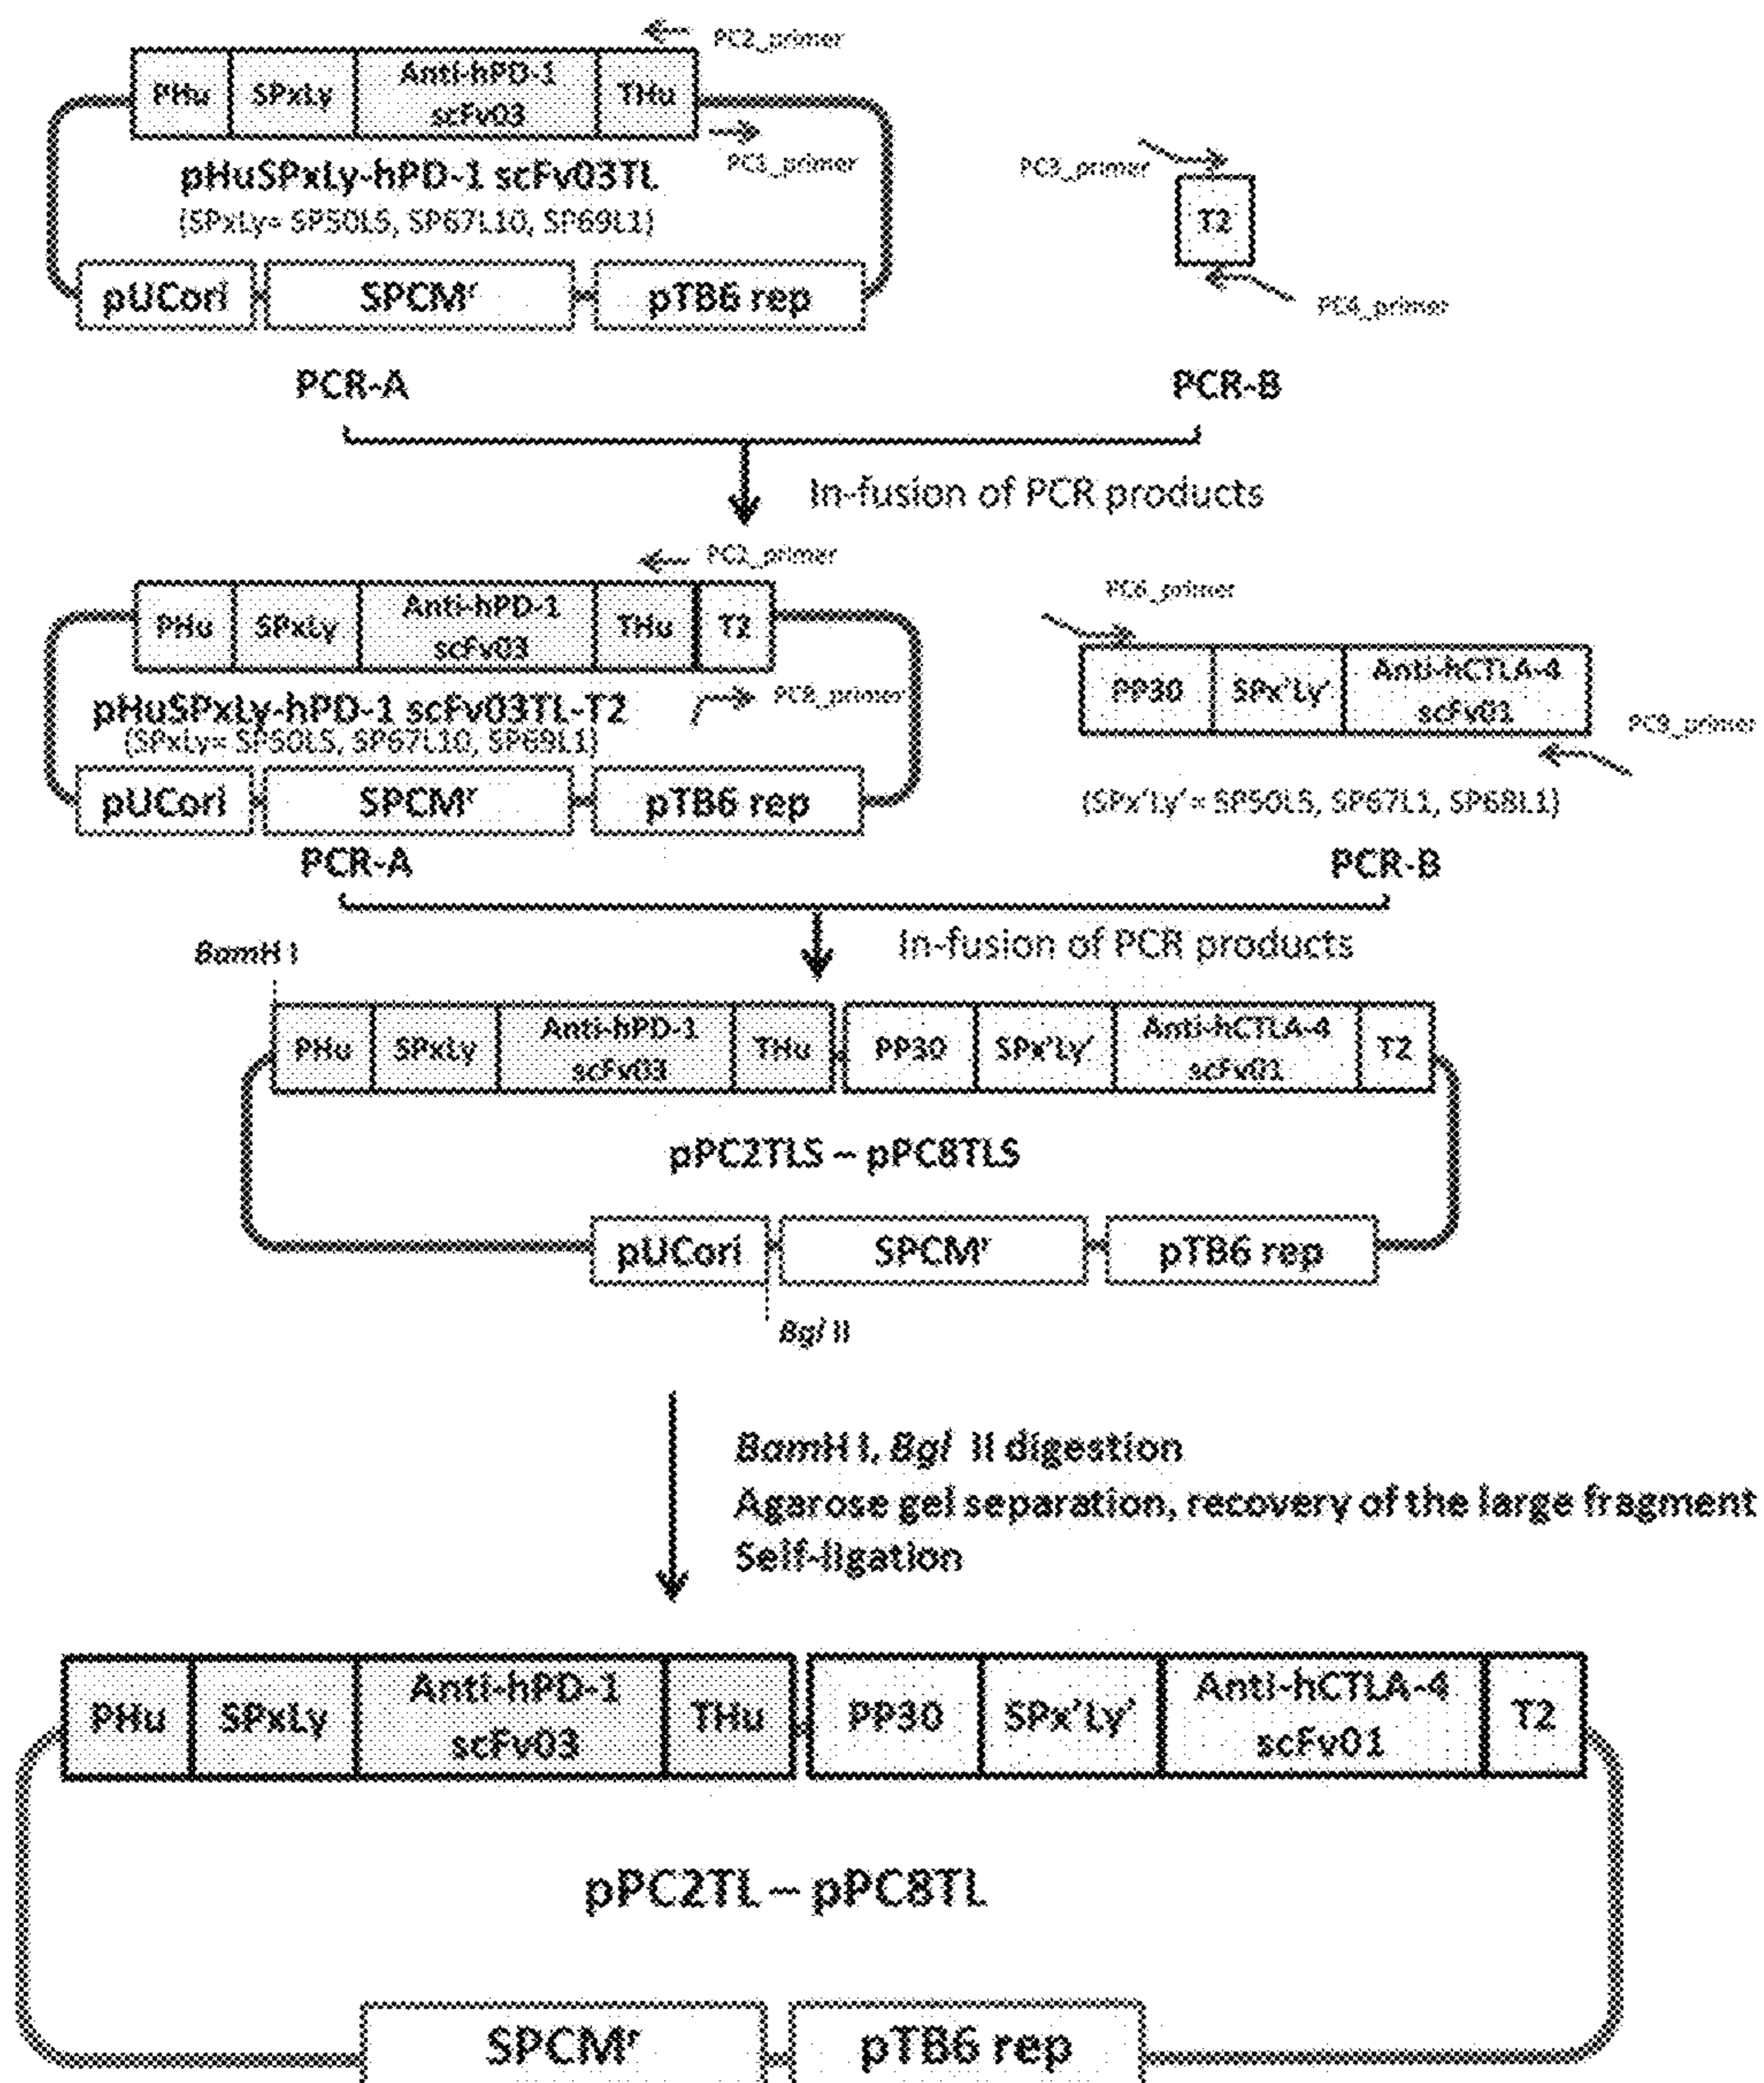 PC2_primer
PHu SPxLy Anti-hPD-1 scFv03 THu
PC1_primer
pHuSPxLy-hPD-1 scFv03TL
(SPxLy= SP50L5, SP67L10, SP69L1)
pUCori SPCMʳ pTB6 rep
PC3_primer
T2
PC4_primer
PCR-A PCR-B
In-fusion of PCR products
PC2_primer
PHu SPxLy Anti-hPD-1 scFv03 THu T2
PC8_primer
pHuSPxLy-hPD-1 scFv03TL-T2
(SPxLy= SP50L5, SP67L10, SP69L1)
pUCori SPCMʳ pTB6 rep
PC6_primer
PP30 SPx'Ly' Anti-hCTLA-4 scFv01
PC9_primer
(SPx'Ly'= SP50L5, SP67L1, SP68L1)
PCR-A PCR-B
In-fusion of PCR products
BamH I
PHu SPxLy Anti-hPD-1 scFv03 THu PP30 SPx'Ly' Anti-hCTLA-4 scFv01 T2
pPC2TLS – pPC8TLS
pUCori SPCMʳ pTB6 rep
Bgl II
BamH I, Bgl II digestion
Agarose gel separation, recovery of the large fragment
Self-ligation
PHu SPxLy Anti-hPD-1 scFv03 THu PP30 SPx'Ly' Anti-hCTLA-4 scFv01 T2
pPC2TL – pPC8TL
SPCMʳ pTB6 rep